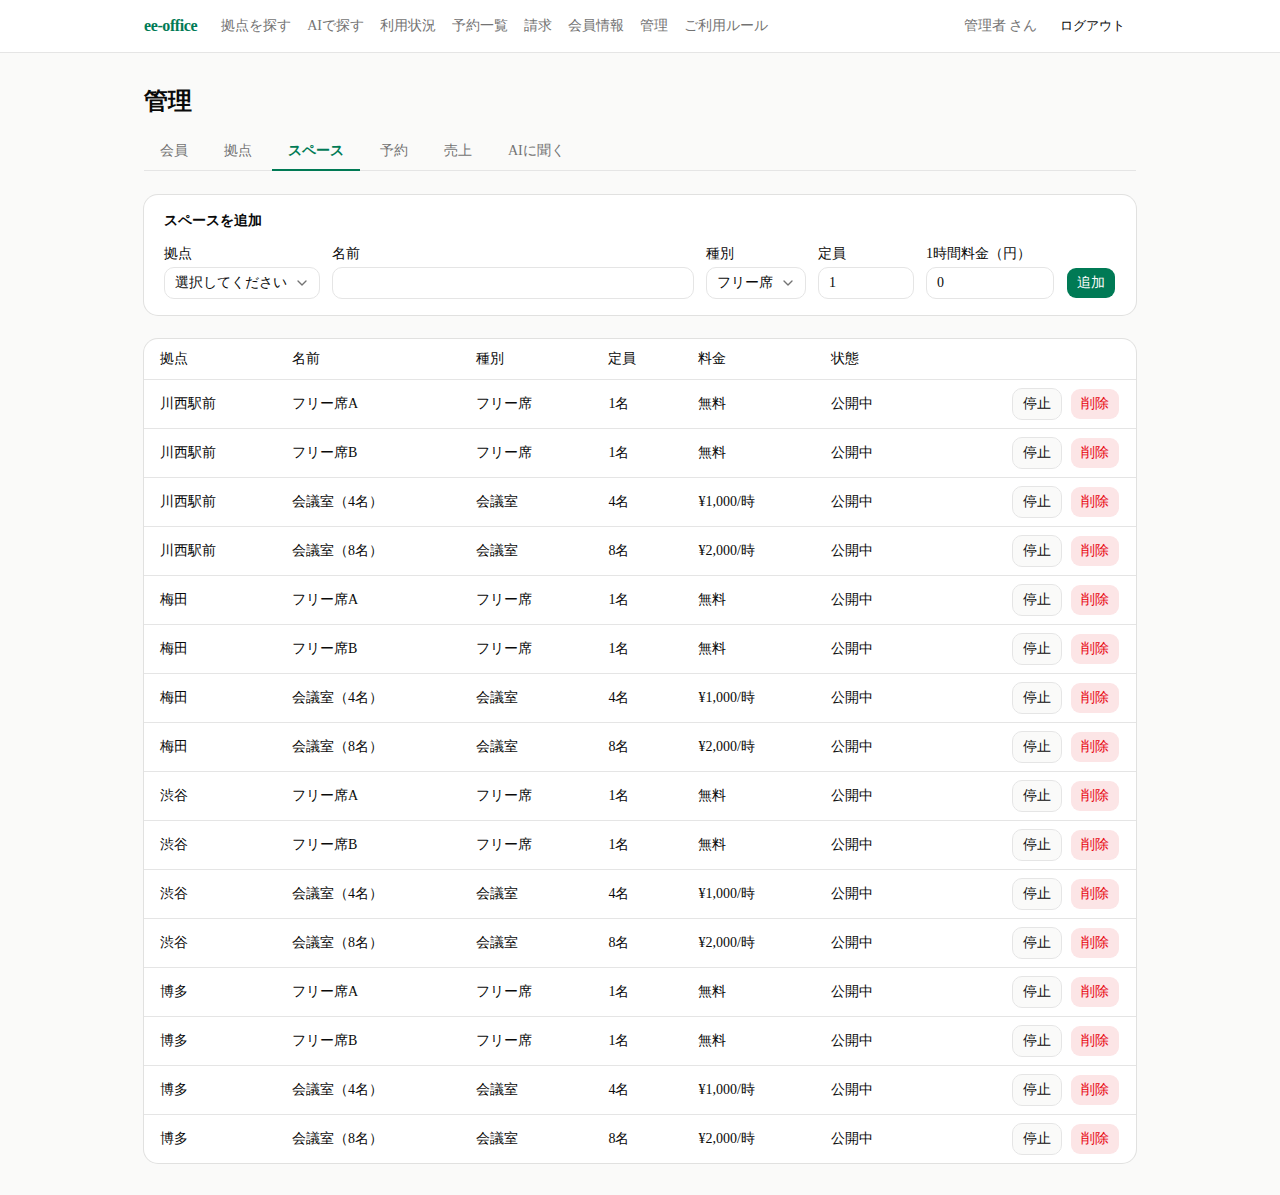 ee-office 拠点を探す AIで探す 利用状況 予約一覧 請求 会員情報 管理 ご利用ルール 管理者 さん ログアウト
管理
会員 拠点 スペース 予約 売上 AIに聞く
スペースを追加
拠点 名前 種別 定員 1時間料金（円）
選択してください フリー席 1 0 追加
拠点 名前 種別 定員 料金 状態
川西駅前 フリー席A フリー席 1名 無料 公開中 停止 削除
川西駅前 フリー席B フリー席 1名 無料 公開中 停止 削除
川西駅前 会議室（4名） 会議室 4名 ¥1,000/時 公開中 停止 削除
川西駅前 会議室（8名） 会議室 8名 ¥2,000/時 公開中 停止 削除
梅田 フリー席A フリー席 1名 無料 公開中 停止 削除
梅田 フリー席B フリー席 1名 無料 公開中 停止 削除
梅田 会議室（4名） 会議室 4名 ¥1,000/時 公開中 停止 削除
梅田 会議室（8名） 会議室 8名 ¥2,000/時 公開中 停止 削除
渋谷 フリー席A フリー席 1名 無料 公開中 停止 削除
渋谷 フリー席B フリー席 1名 無料 公開中 停止 削除
渋谷 会議室（4名） 会議室 4名 ¥1,000/時 公開中 停止 削除
渋谷 会議室（8名） 会議室 8名 ¥2,000/時 公開中 停止 削除
博多 フリー席A フリー席 1名 無料 公開中 停止 削除
博多 フリー席B フリー席 1名 無料 公開中 停止 削除
博多 会議室（4名） 会議室 4名 ¥1,000/時 公開中 停止 削除
博多 会議室（8名） 会議室 8名 ¥2,000/時 公開中 停止 削除